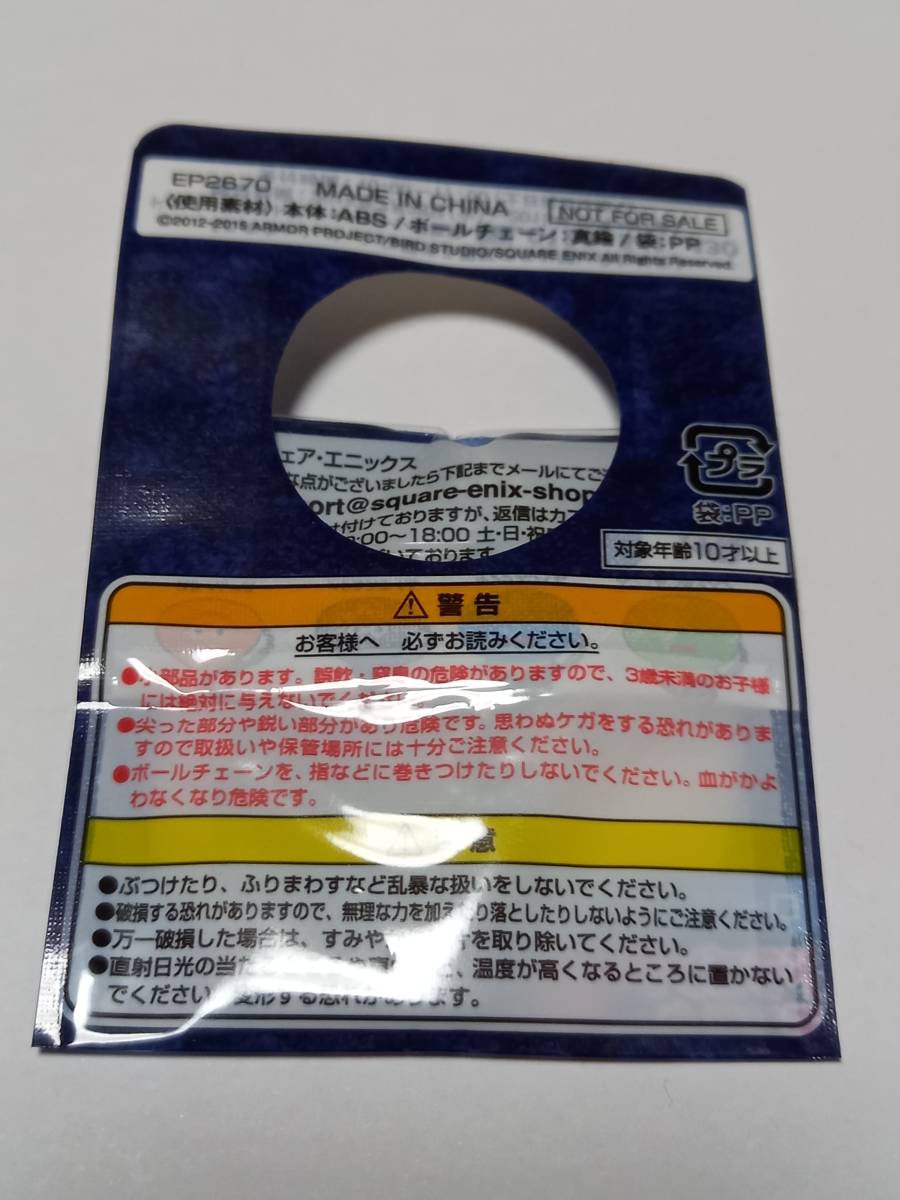 EP2670 MADE IN CHINA NOT FOR SALE
〈使用素材〉本体:ABS / ボールチェーン:真鍮 / 袋:PP
©2012-2015 ARMOR PROJECT/BIRD STUDIO/SQUARE ENIX All Rights Reserved.
ェア・エニックス
な点がございましたら下記までメールにてご
ort@square-enix-shop
け付けておりますが、返信はカス
:00〜18:00 土・日・祝
いております。
プラ
袋:PP
対象年齢10才以上
警告
お客様へ 必ずお読みください。
●小部品があります。誤飲・窒息の危険がありますので、3歳未満のお子様
には絶対に与えないでください。
●尖った部分や鋭い部分があり危険です。思わぬケガをする恐れがありま
すので取扱いや保管場所には十分ご注意ください。
●ボールチェーンを、指などに巻きつけたりしないでください。血がかよ
わなくなり危険です。
意
●ぶつけたり、ふりまわすなど乱暴な扱いをしないでください。
●破損する恐れがありますので、無理な力を加えたり落としたりしないようにご注意ください。
●万一破損した場合は、すみや を取り除いてください。
●直射日光の当た 、温度が高くなるところに置かない
でください。変形する恐れがあります。